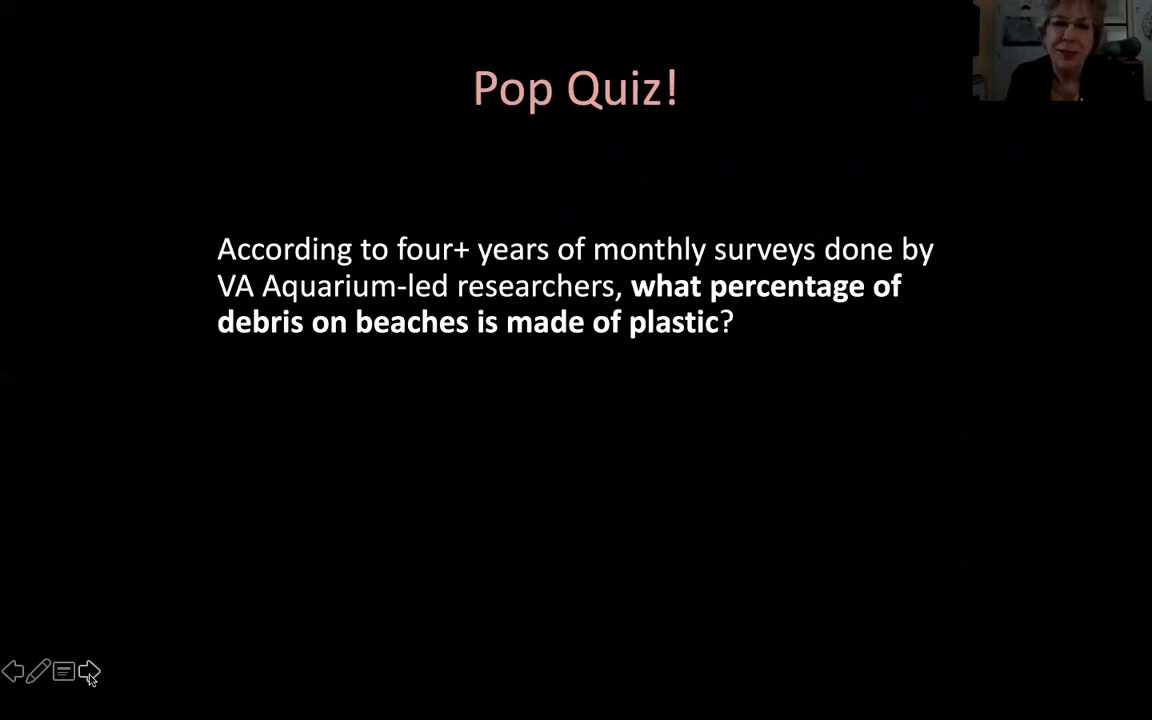 Pop Quiz!
According to four+ years of monthly surveys done by
VA Aquarium-led researchers, what percentage of
debris on beaches is made of plastic?